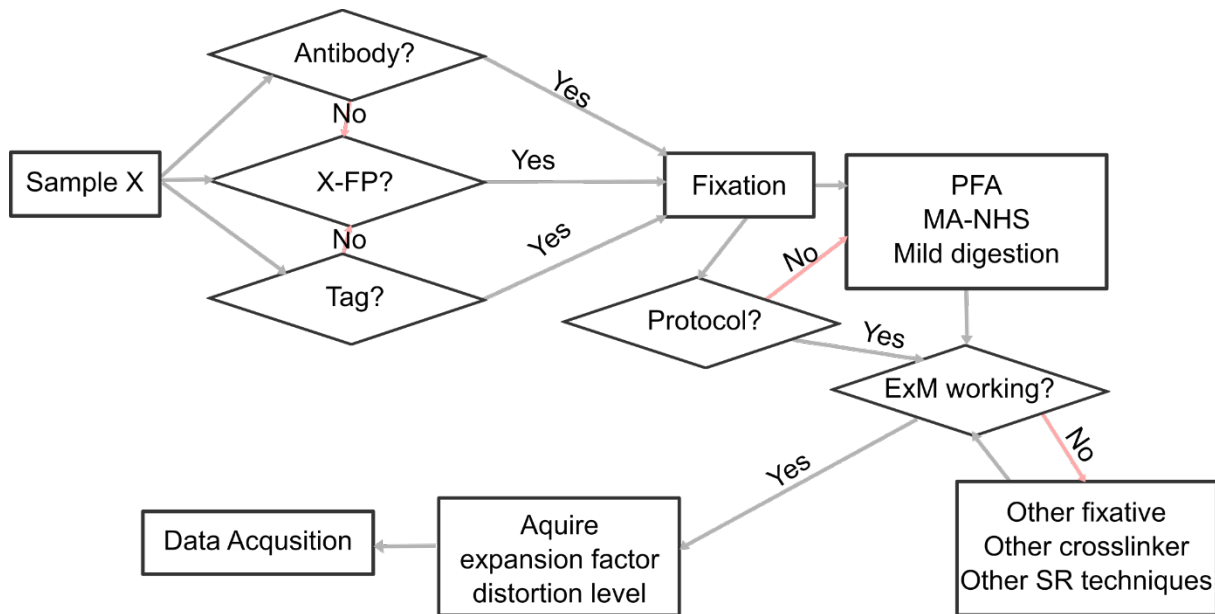 Antibody?
Yes
No
Sample X
X-FP?
Yes
Fixation
PFA
MA-NHS
Mild digestion
No
Yes
Tag?
No
Protocol?
Yes
ExM working?
No
Yes
Other fixative
Other crosslinker
Other SR techniques
Aquire
expansion factor
distortion level
Data Acqusition